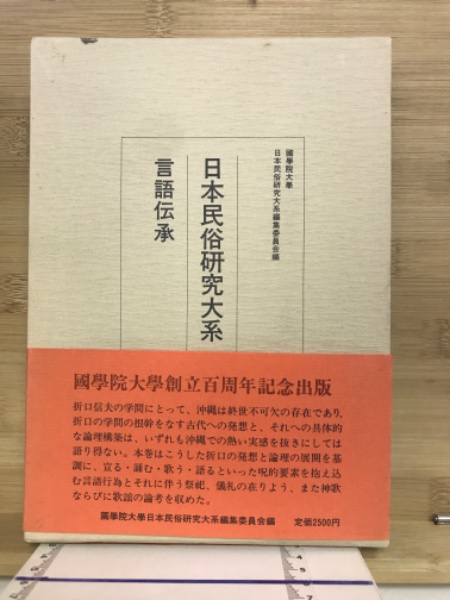 國學院大學
日本民俗研究大系編集委員会編
日本民俗研究大系
言語伝承
國學院大學創立百周年記念出版
折口信夫の学問にとって、沖縄は終世不可欠の存在であり、
折口の学問の根幹をなす古代への発想と、それへの具体的
な論理構築は、いずれも沖縄での熱い実感を抜きにしては
語り得ない。本巻はこうした折口の発想と論理の展開を基
調に、宣る・誦む・歌う・語るといった呪的要素を抱え込
む言語行為とそれに伴う祭祀、儀礼の在りよう、また神歌
ならびに歌謡の論考を収めた。
國學院大學日本民俗研究大系編集委員会編
定価2500円